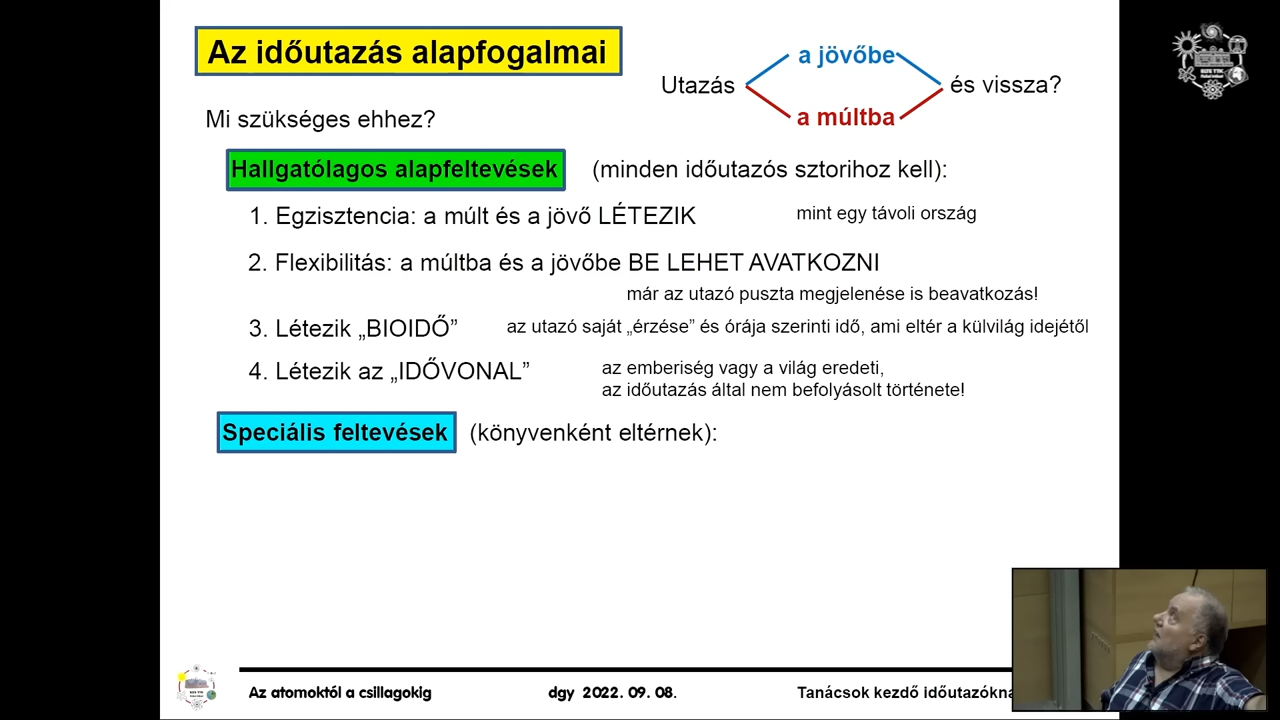 Az időutazás alapfogalmai
Utazás a jövőbe és vissza?
a múltba
Mi szükséges ehhez?
Hallgatólagos alapfeltevések (minden időutazós sztorihoz kell):
1. Egzisztencia: a múlt és a jövő LÉTEZIK mint egy távoli ország
2. Flexibilitás: a múltba és a jövőbe BE LEHET AVATKOZNI
már az utazó puszta megjelenése is beavatkozás!
3. Létezik „BIOIDŐ” az utazó saját „érzése” és órája szerinti idő, ami eltér a külvilág idejétől
4. Létezik az „IDŐVONAL” az emberiség vagy a világ eredeti,
az időutazás által nem befolyásolt története!
Speciális feltevések (könyvenként eltérnek):
Az atomoktól a csillagokig dgy 2022. 09. 08. Tanácsok kezdő